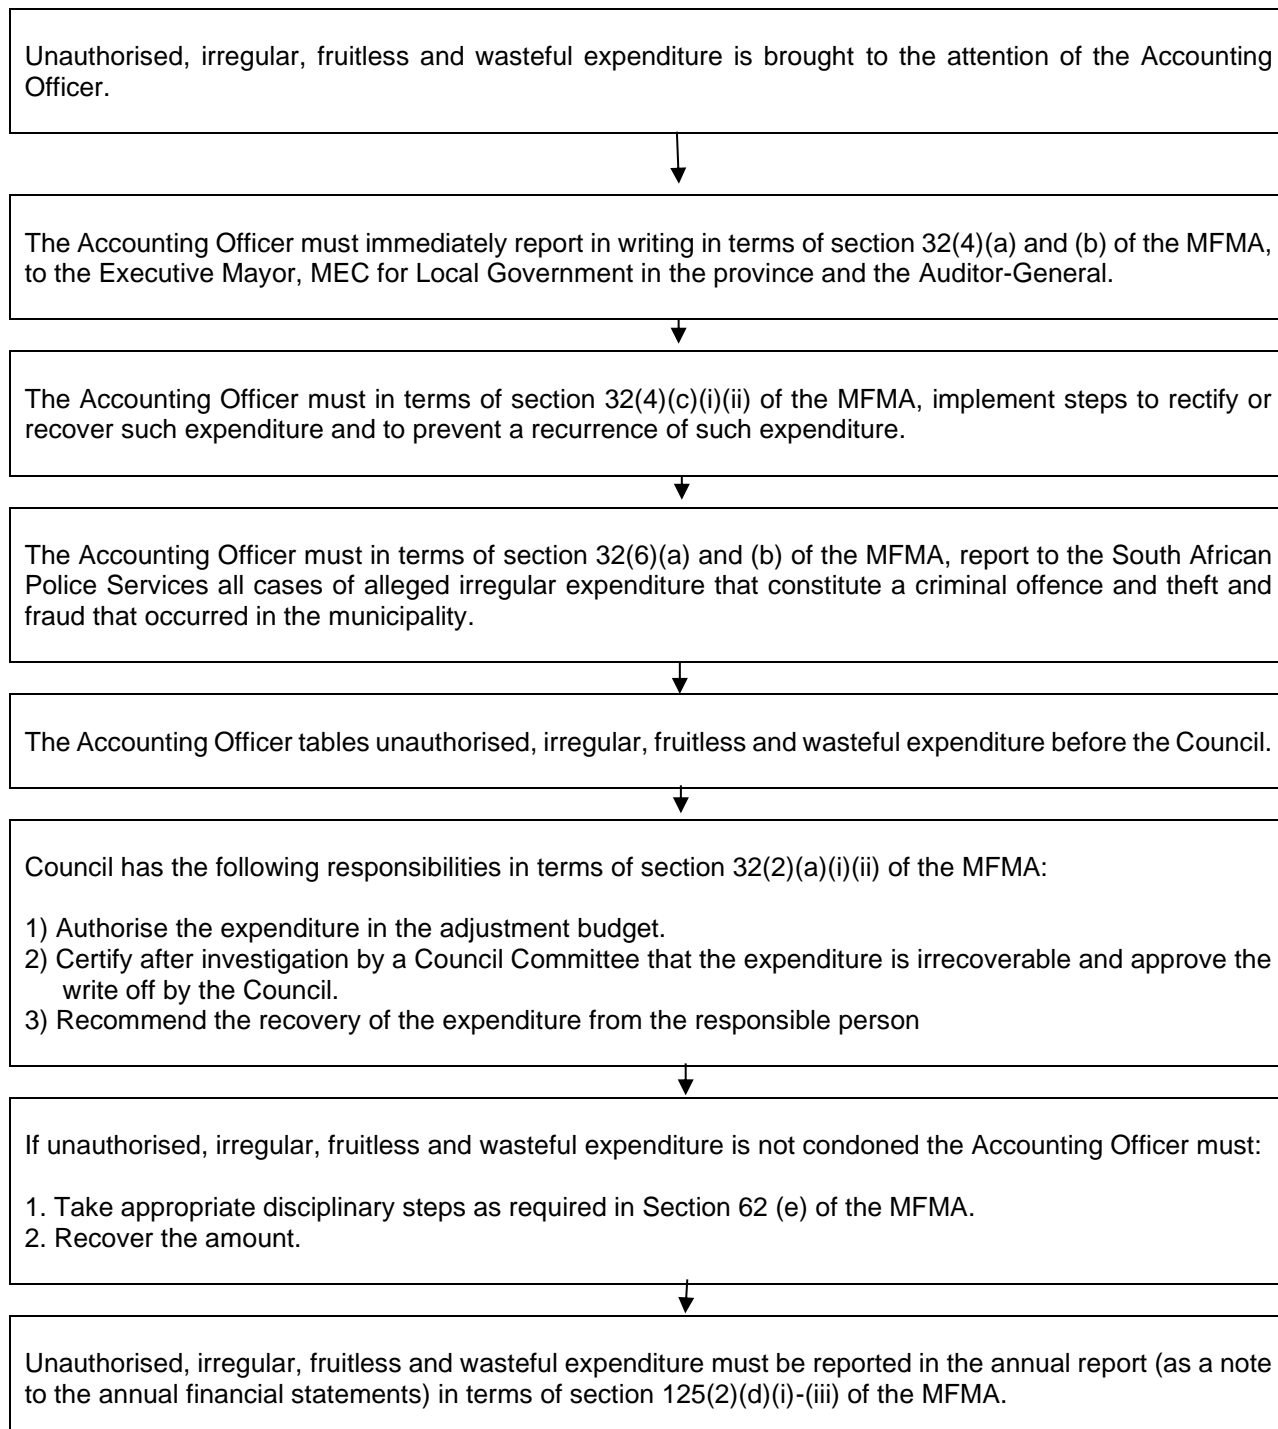 Unauthorised, irregular, fruitless and wasteful expenditure is brought to the attention of the Accounting
Officer.
The Accounting Officer must immediately report in writing in terms of section 32(4)(a) and (b) of the MFMA,
to the Executive Mayor, MEC for Local Government in the province and the Auditor-General.
The Accounting Officer must in terms of section 32(4)(c)(i)(ii) of the MFMA, implement steps to rectify or
recover such expenditure and to prevent a recurrence of such expenditure.
The Accounting Officer must in terms of section 32(6)(a) and (b) of the MFMA, report to the South African
Police Services all cases of alleged irregular expenditure that constitute a criminal offence and theft and
fraud that occurred in the municipality.
The Accounting Officer tables unauthorised, irregular, fruitless and wasteful expenditure before the Council.
Council has the following responsibilities in terms of section 32(2)(a)(i)(ii) of the MFMA:
1) Authorise the expenditure in the adjustment budget.
2) Certify after investigation by a Council Committee that the expenditure is irrecoverable and approve the
write off by the Council.
3) Recommend the recovery of the expenditure from the responsible person
If unauthorised, irregular, fruitless and wasteful expenditure is not condoned the Accounting Officer must:
1. Take appropriate disciplinary steps as required in Section 62 (e) of the MFMA.
2. Recover the amount.
Unauthorised, irregular, fruitless and wasteful expenditure must be reported in the annual report (as a note
to the annual financial statements) in terms of section 125(2)(d)(i)-(iii) of the MFMA.